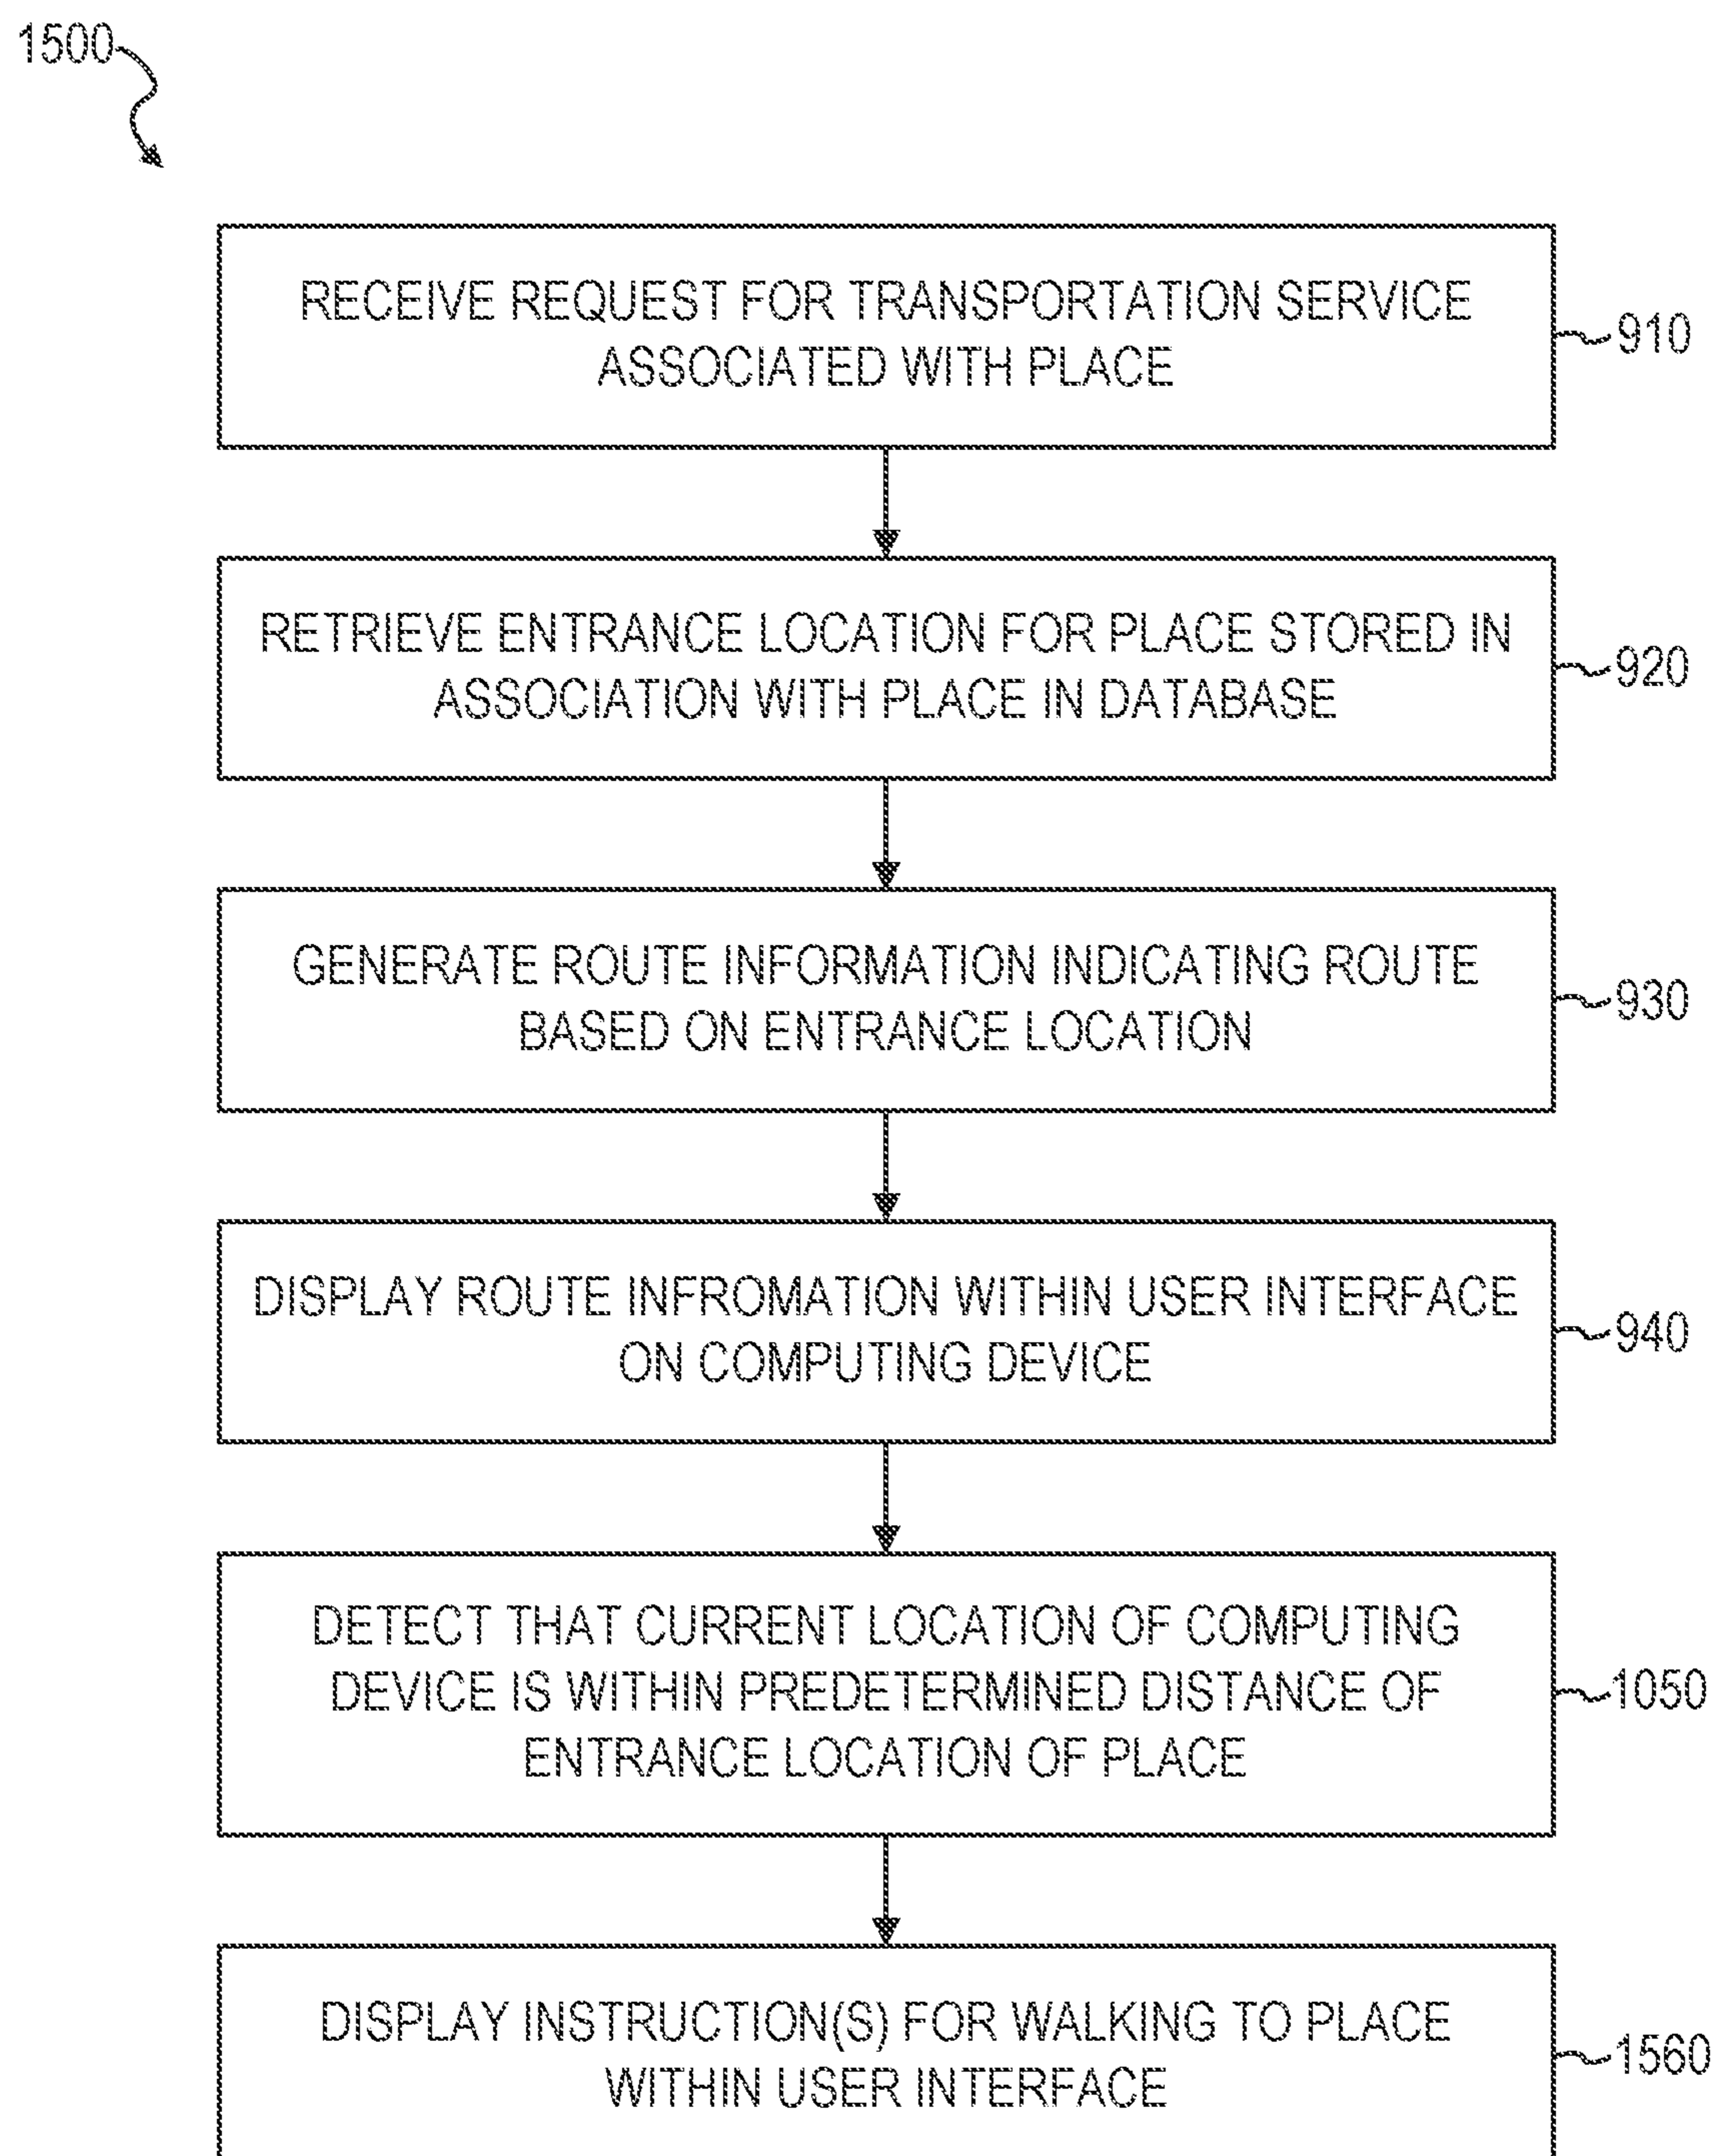 1500
RECEIVE REQUEST FOR TRANSPORTATION SERVICE
ASSOCIATED WITH PLACE
910
RETRIEVE ENTRANCE LOCATION FOR PLACE STORED IN
ASSOCIATION WITH PLACE IN DATABASE
920
GENERATE ROUTE INFORMATION INDICATING ROUTE
BASED ON ENTRANCE LOCATION
930
DISPLAY ROUTE INFROMATION WITHIN USER INTERFACE
ON COMPUTING DEVICE
940
DETECT THAT CURRENT LOCATION OF COMPUTING
DEVICE IS WITHIN PREDETERMINED DISTANCE OF
ENTRANCE LOCATION OF PLACE
1050
DISPLAY INSTRUCTION(S) FOR WALKING TO PLACE
WITHIN USER INTERFACE
1560